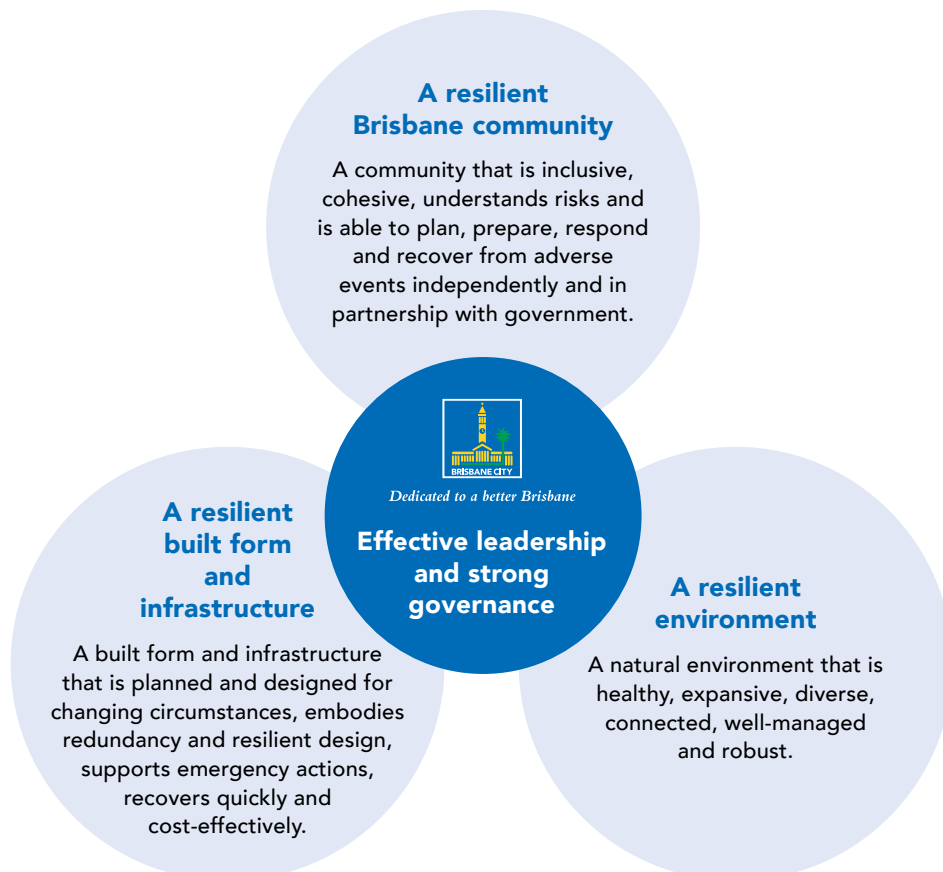 A resilient
Brisbane community
A community that is inclusive,
cohesive, understands risks and
is able to plan, prepare, respond
and recover from adverse
events independently and in
partnership with government.
BRISBANE CITY
Dedicated to a better Brisbane
Effective leadership
and strong
governance
A resilient
built form
and
infrastructure
A built form and infrastructure
that is planned and designed for
changing circumstances, embodies
redundancy and resilient design,
supports emergency actions,
recovers quickly and
cost-effectively.
A resilient
environment
A natural environment that is
healthy, expansive, diverse,
connected, well-managed
and robust.